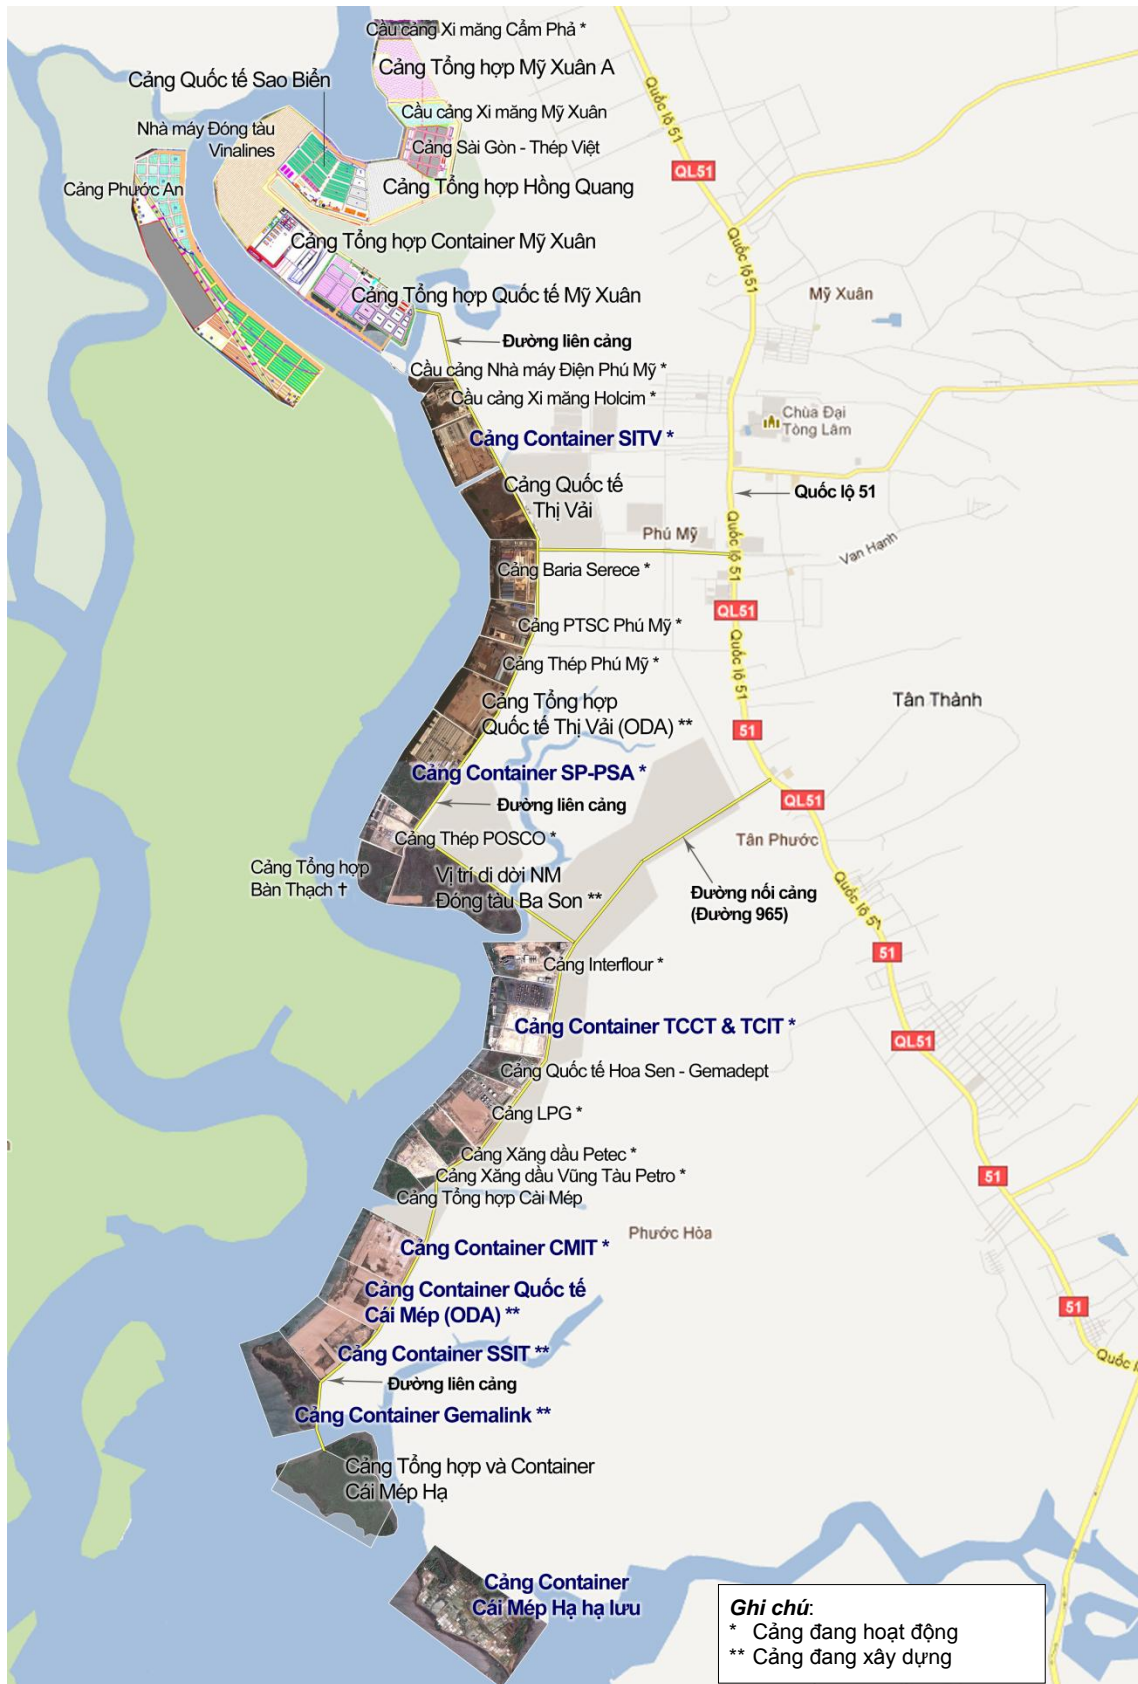 Cầu cảng Xi măng Cẩm Phả *
Cảng Tổng hợp Mỹ Xuân A
Cảng Quốc tế Sao Biển
Cầu cảng Xi măng Mỹ Xuân
Nhà máy Đóng tàu
Vinalines
Cảng Sài Gòn - Thép Việt
Cảng Phước An
Cảng Tổng hợp Hồng Quang
Cảng Tổng hợp Container Mỹ Xuân
Cảng Tổng hợp Quốc tế Mỹ Xuân
Quốc lộ 51
QL51
Quốc lộ 51
Mỹ Xuân
Đường liên cảng
Cầu cảng Nhà máy Điện Phú Mỹ *
Cầu cảng Xi măng Holcim *
Chùa Đại
Tòng Lâm
Cảng Container SITV *
Cảng Quốc tế
Thị Vải
Quốc lộ 51
Phú Mỹ
Quốc lộ 51
Vạn Hạnh
Cảng Baria Serece *
QL51
Cảng PTSC Phú Mỹ *
Quốc lộ 51
Cảng Thép Phú Mỹ *
Cảng Tổng hợp
Quốc tế Thị Vải (ODA) **
Tân Thành
51
Cảng Container SP-PSA *
Đường liên cảng
QL51
Cảng Thép POSCO *
Tân Phước
Cảng Tổng hợp
Bàn Thạch ✝
Vị trí di dời NM
Đóng tàu Ba Son **
Đường nối cảng
(Đường 965)
Quốc lộ 51
51
Cảng Interflour *
Cảng Container TCCT & TCIT *
QL51
Cảng Quốc tế Hoa Sen - Gemadept
Cảng LPG *
Cảng Xăng dầu Petec *
Cảng Xăng dầu Vũng Tàu Petro *
51
Cảng Tổng hợp Cài Mép
Phước Hòa
Cảng Container CMIT *
Cảng Container Quốc tế
Cái Mép (ODA) **
51
Cảng Container SSIT **
Quốc lộ
Đường liên cảng
Cảng Container Gemalink **
Cảng Tổng hợp và Container
Cái Mép Hạ
Cảng Container
Cái Mép Hạ hạ lưu
Ghi chú:
* Cảng đang hoạt động
** Cảng đang xây dựng